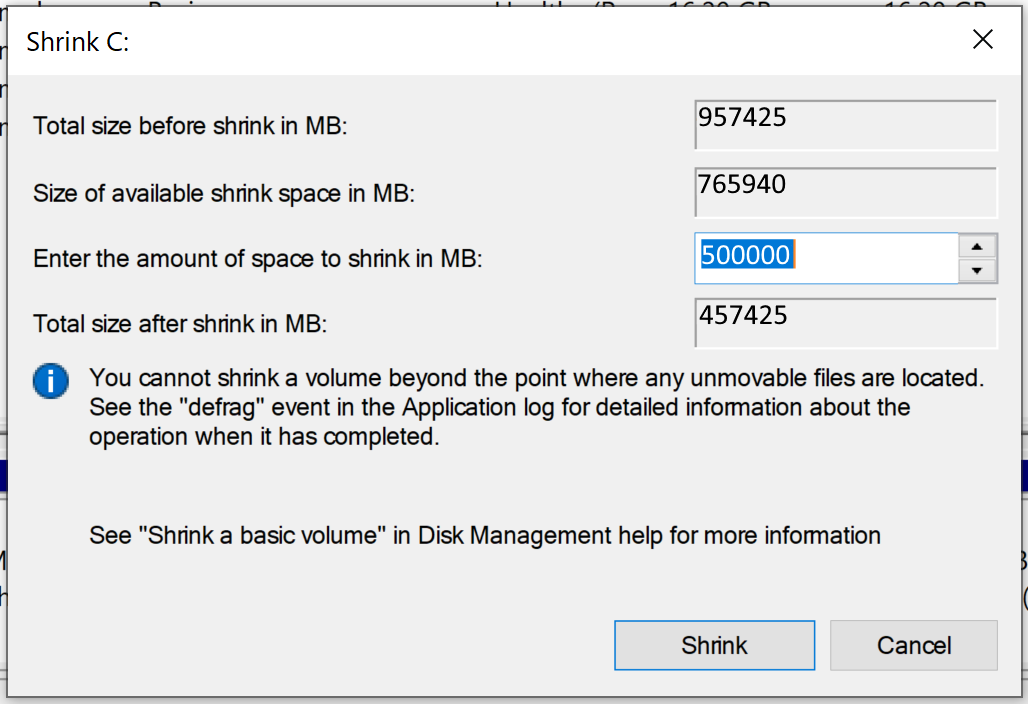 Shrink C:
Total size before shrink in MB: 957425
Size of available shrink space in MB: 765940
Enter the amount of space to shrink in MB: 500000
Total size after shrink in MB: 457425
You cannot shrink a volume beyond the point where any unmovable files are located.
See the "defrag" event in the Application log for detailed information about the
operation when it has completed.
See "Shrink a basic volume" in Disk Management help for more information
Shrink Cancel